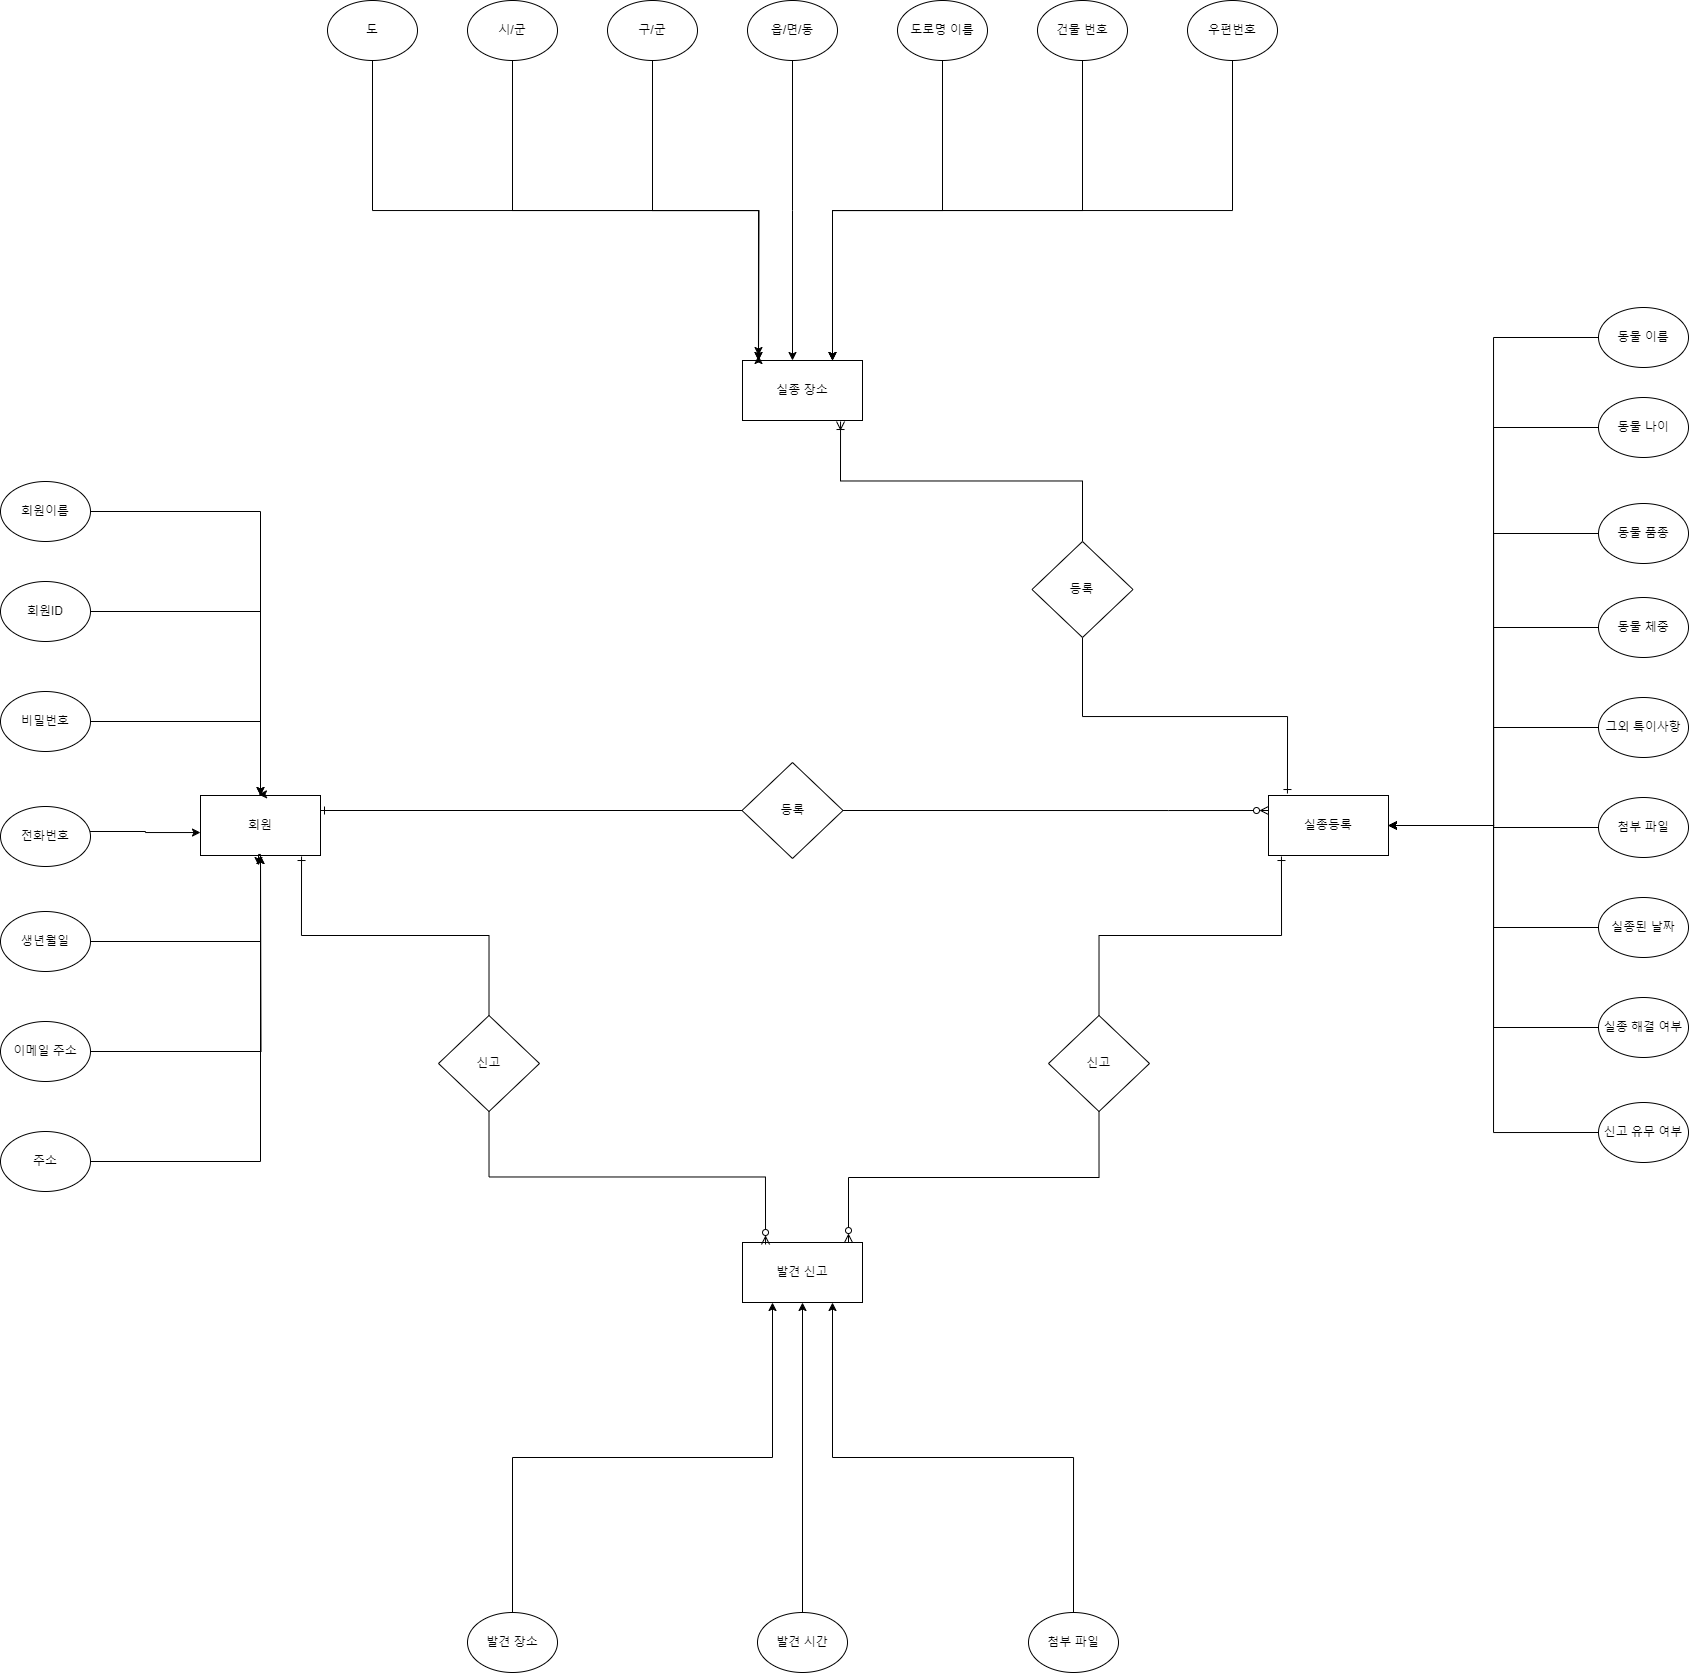 도
시/군
구/군
읍/면/동
도로명 이름
건물 번호
우편번호
실종 장소
동물 이름
동물 나이
동물 품종
동물 체중
그외 특이사항
첨부 파일
실종된 날짜
실종 해결 여부
신고 유무 여부
회원이름
회원ID
비밀번호
전화번호
생년월일
이메일 주소
주소
회원
등록
등록
실종등록
신고
신고
발견 신고
발견 장소
발견 시간
첨부 파일